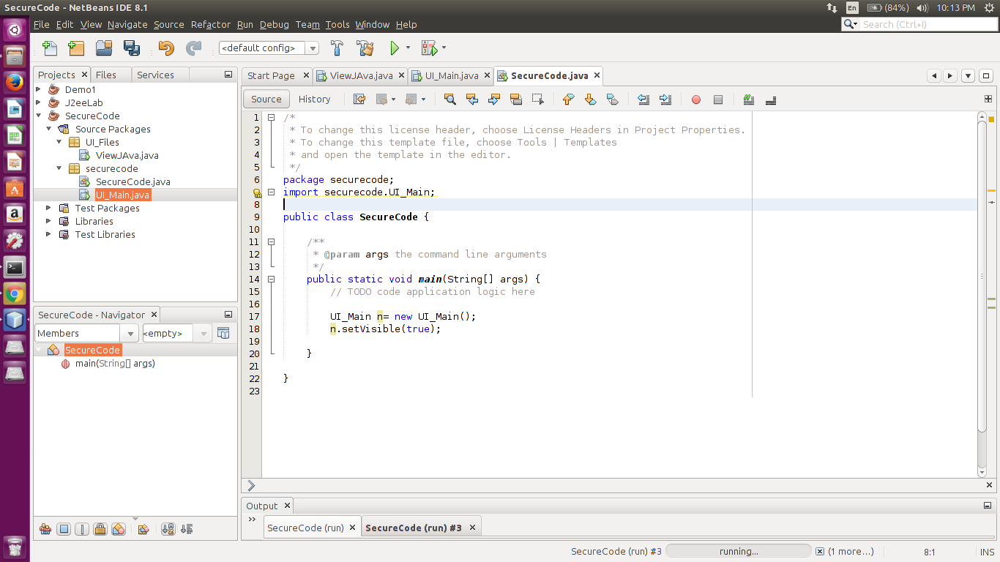 SecureCode - NetBeans IDE 8.1
En (84%) 10:13 PM
File Edit View Navigate Source Refactor Run Debug Team Tools Window Help
Search (Ctrl+I)
<default config>
Projects Files Services
Demo1
J2eeLab
SecureCode
Source Packages
UI_Files
ViewJAva.java
securecode
SecureCode.java
UI_Main.java
Test Packages
Libraries
Test Libraries
SecureCode - Navigator
Members <empty>
SecureCode
main(String[] args)
Start Page ViewJAva.java UI_Main.java SecureCode.java
Source History
1 /*
2 * To change this license header, choose License Headers in Project Properties.
3 * To change this template file, choose Tools | Templates
4 * and open the template in the editor.
5 */
6 package securecode;
import securecode.UI_Main;
8
9 public class SecureCode {
10
11 /**
12 * @param args the command line arguments
13 */
14 public static void main(String[] args) {
15 // TODO code application logic here
16
17 UI_Main n= new UI_Main();
18 n.setVisible(true);
19
20 }
21
22 }
23
Output
SecureCode (run) SecureCode (run) #3
SecureCode (run) #3 running... (1 more...) 8:1 INS